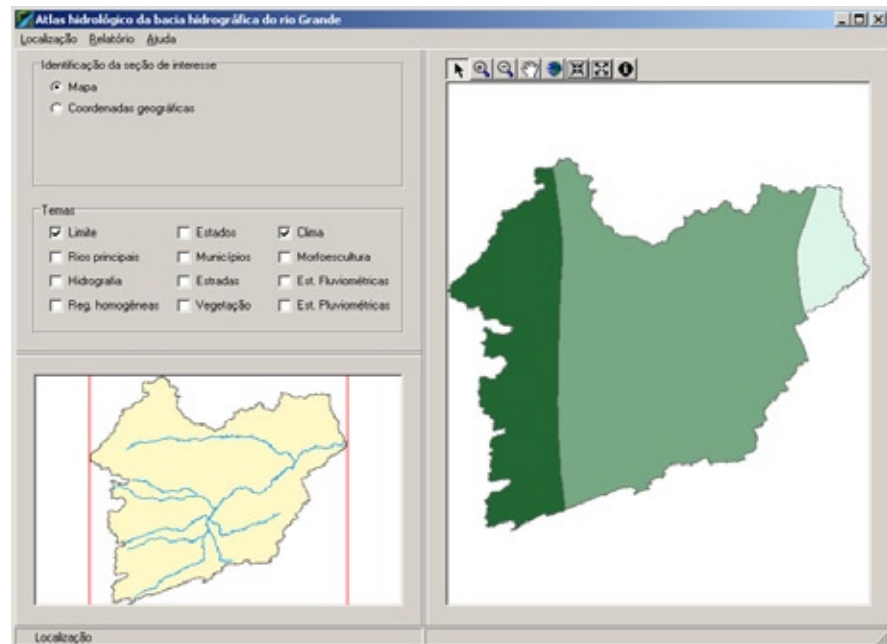 Atlas hidrológico da bacia hidrográfica do rio Grande
Localização Relatório Ajuda
Identificação da seção de interesse
Mapa
Coordenadas geográficas
Temas
Limite Estados Clima
Rios principais Municípios Morfoescultura
Hidrografia Estradas Est. Fluviométricas
Reg. homogêneas Vegetação Est. Pluviométricas
Localização